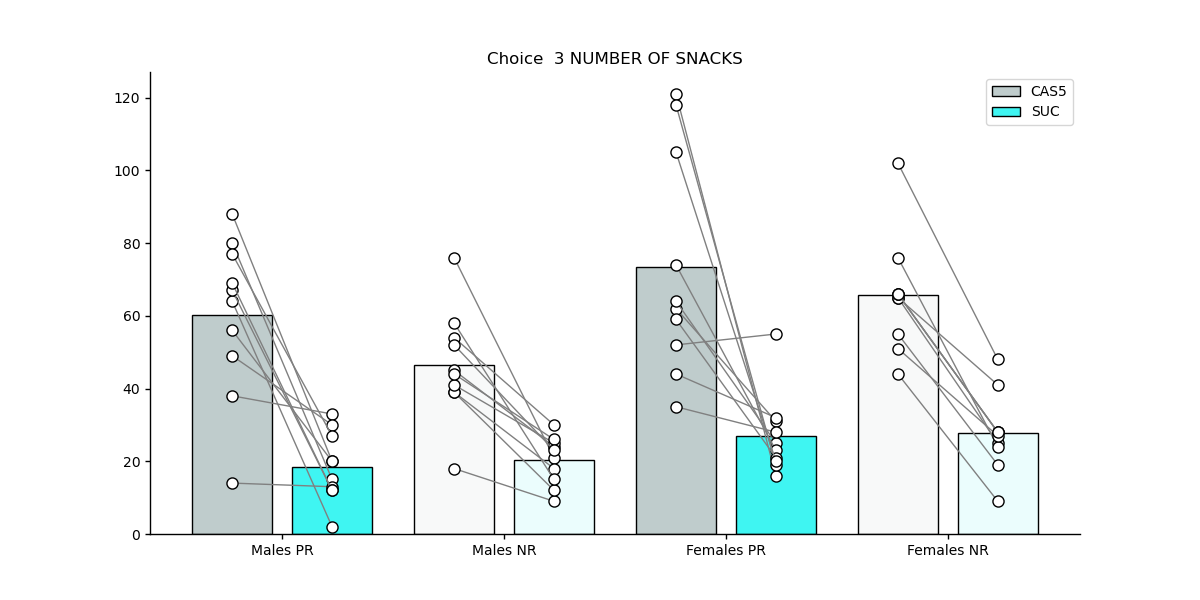 Choice  3 NUMBER OF SNACKS
CAS5
SUC
120
100
80
60
40
20
0
Males PR
Males NR
Females PR
Females NR